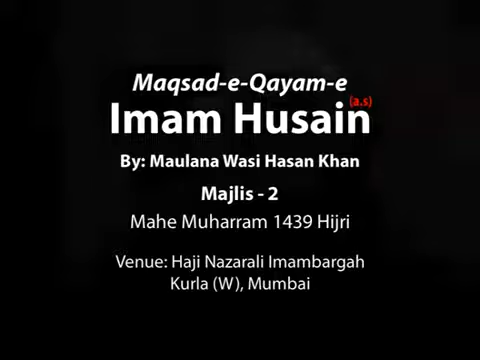 Maqsad-e-Qayam-e
Imam Husain (a.s)
By: Maulana Wasi Hasan Khan
Majlis - 2
Mahe Muharram 1439 Hijri
Venue: Haji Nazarali Imambargah
Kurla (W), Mumbai